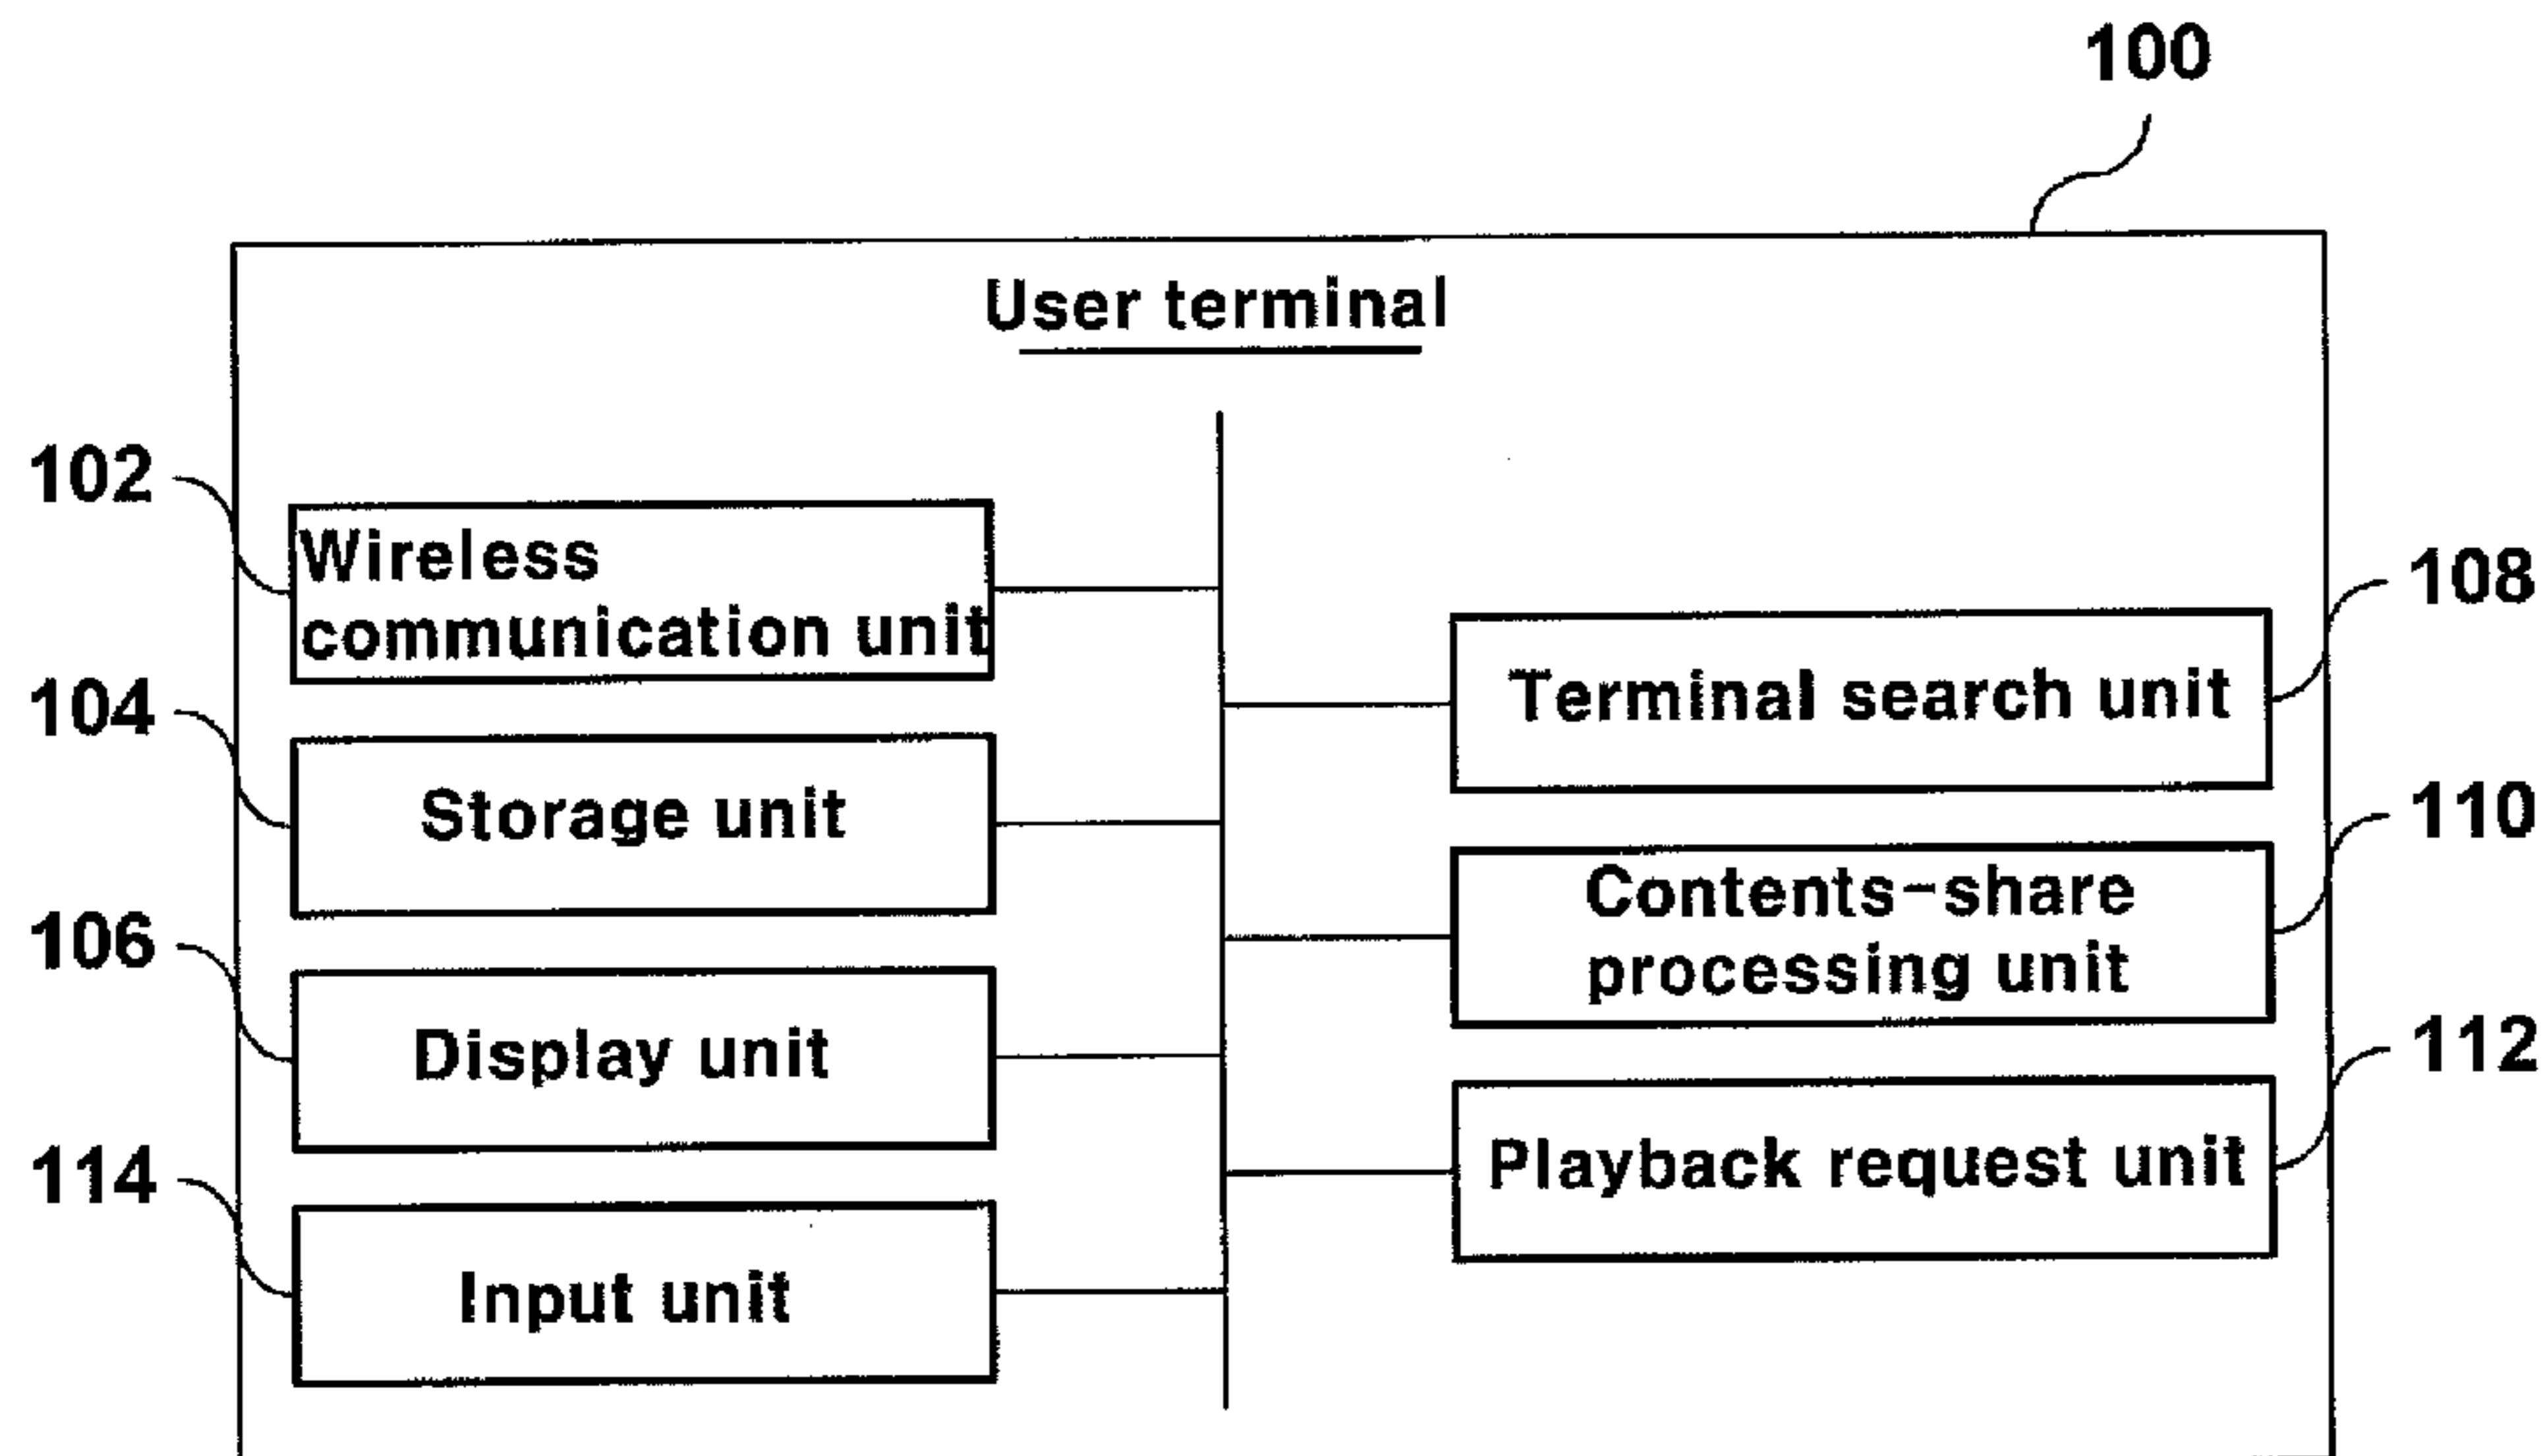 100
User terminal
102
Wireless
communication unit
108
Terminal search unit
104
Storage unit
110
Contents-share
processing unit
106
Display unit
112
Playback request unit
114
Input unit